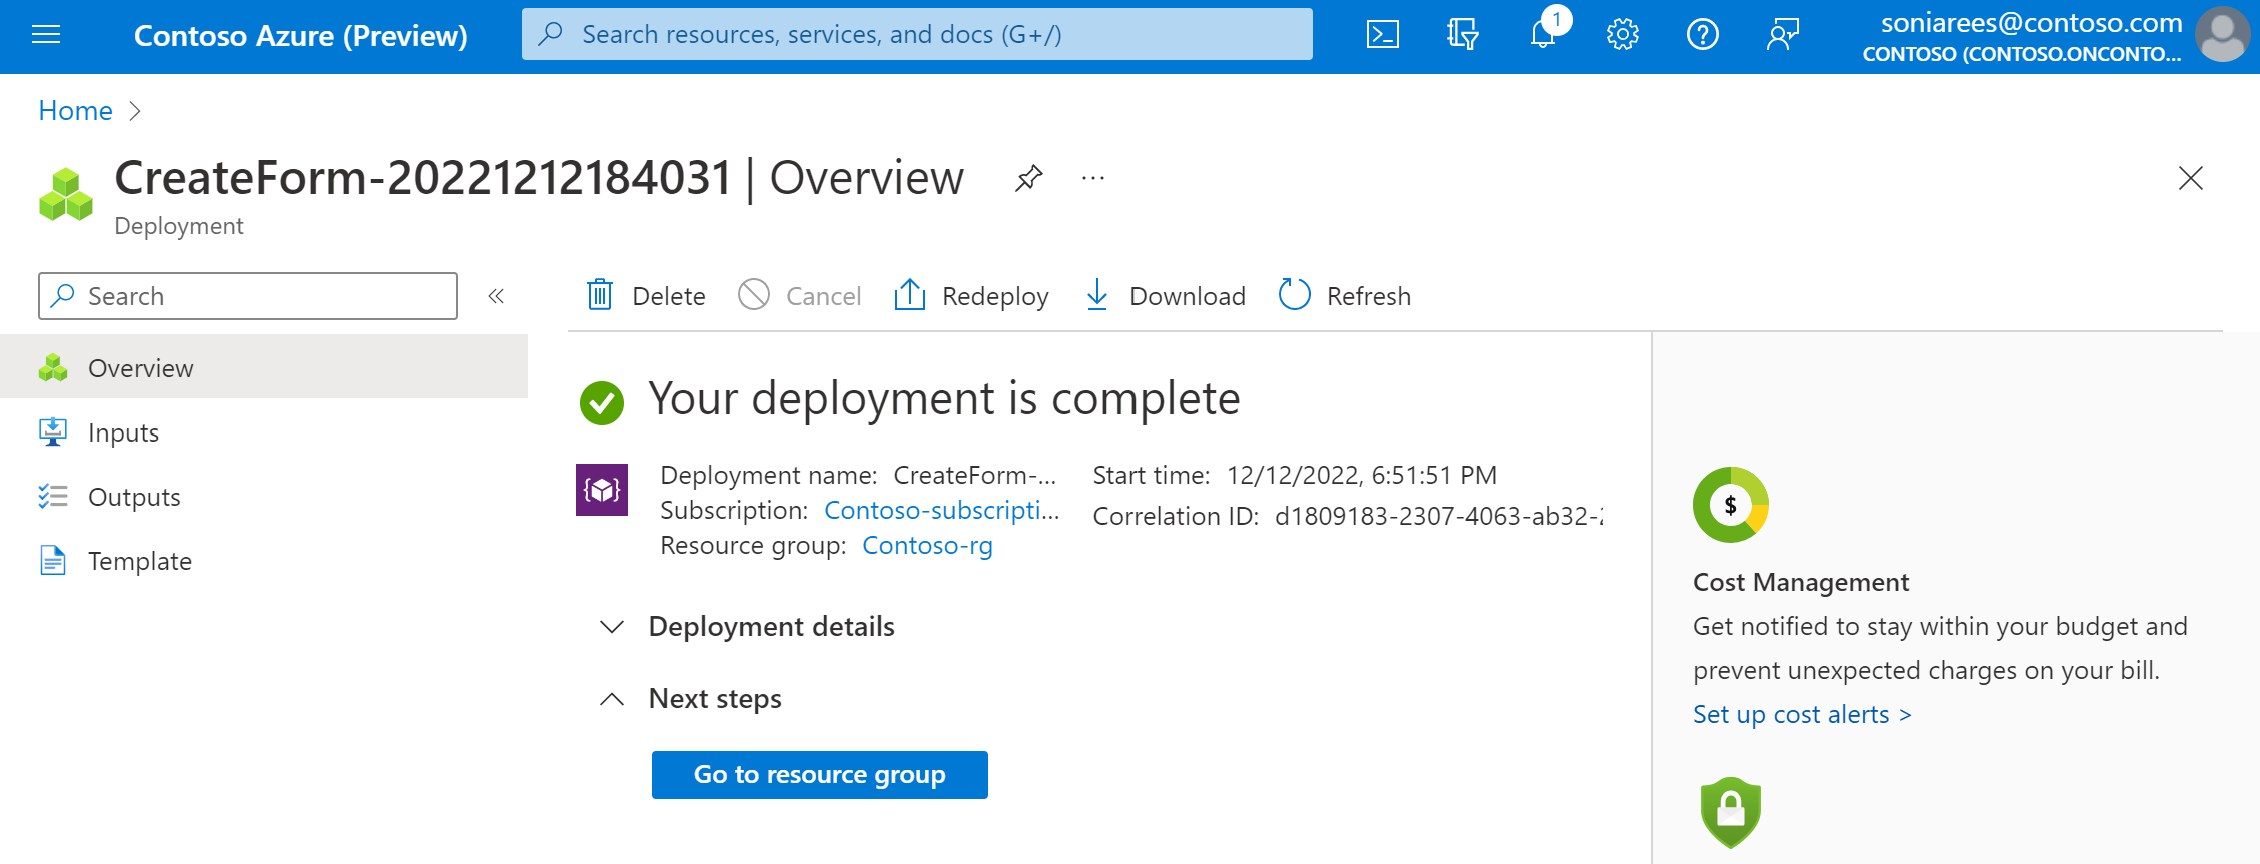 Contoso Azure (Preview)
Search resources, services, and docs (G+/)
1
soniarees@contoso.com
CONTOSO (CONTOSO.ONCONTO...
Home
CreateForm-20221212184031 | Overview
Deployment
Search
Delete
Cancel
Redeploy
Download
Refresh
Overview
Inputs
Outputs
Template
Your deployment is complete
Deployment name: CreateForm-...
Subscription: Contoso-subscripti...
Resource group: Contoso-rg
Start time: 12/12/2022, 6:51:51 PM
Correlation ID: d1809183-2307-4063-ab32-
Deployment details
Next steps
Go to resource group
$
Cost Management
Get notified to stay within your budget and
prevent unexpected charges on your bill.
Set up cost alerts >